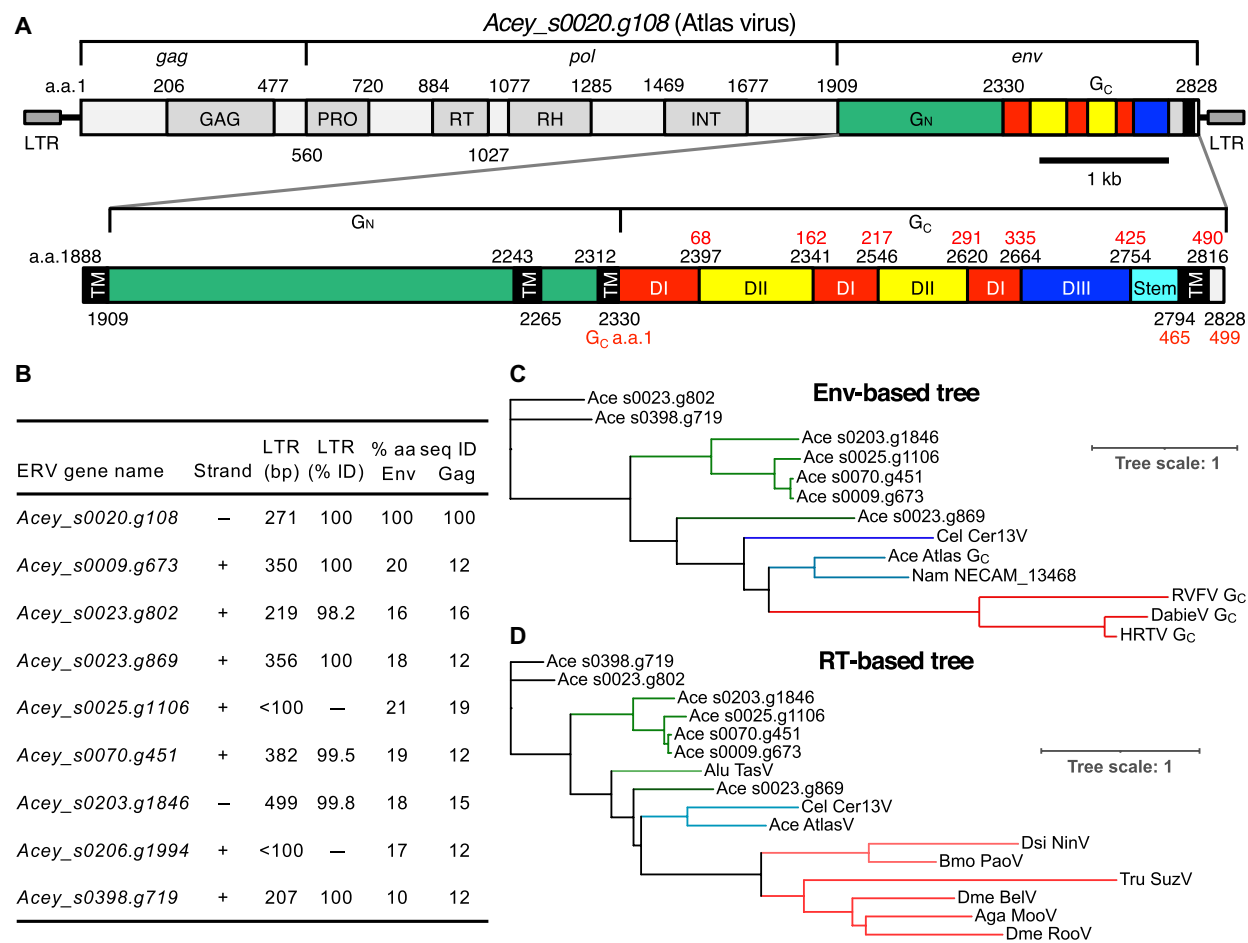 A
Acey_s0020.g108 (Atlas virus)
gag pol env
a.a.1 206 477 720 884 1077 1285 1469 1677 1909 2330 GC 2828
LTR GAG PRO RT RH INT GN LTR
560 1027
1 kb
GN GC
68 162 217 291 335 425 490
a.a.1888 2243 2312 2397 2341 2546 2620 2664 2754 2816
TM TM TM DI DII DI DII DI DIII Stem TM
1909 2265 2330 2794 2828
GC a.a.1 465 499
B
ERV gene name Strand LTR (bp) LTR (% ID) % aa seq ID Env Gag
Acey_s0020.g108 – 271 100 100 100
Acey_s0009.g673 + 350 100 20 12
Acey_s0023.g802 + 219 98.2 16 16
Acey_s0023.g869 + 356 100 18 12
Acey_s0025.g1106 + <100 — 21 19
Acey_s0070.g451 + 382 99.5 19 12
Acey_s0203.g1846 – 499 99.8 18 15
Acey_s0206.g1994 + <100 — 17 12
Acey_s0398.g719 + 207 100 10 12
C
Env-based tree
Ace s0023.g802
Ace s0398.g719
Ace s0203.g1846
Ace s0025.g1106
Ace s0070.g451
Ace s0009.g673
Tree scale: 1
Ace s0023.g869
Cel Cer13V
Ace Atlas GC
Nam NECAM_13468
RVFV GC
DabieV GC
HRTV GC
D
RT-based tree
Ace s0398.g719
Ace s0023.g802
Ace s0203.g1846
Ace s0025.g1106
Ace s0070.g451
Ace s0009.g673
Tree scale: 1
Alu TasV
Ace s0023.g869
Cel Cer13V
Ace AtlasV
Dsi NinV
Bmo PaoV
Tru SuzV
Dme BelV
Aga MooV
Dme RooV